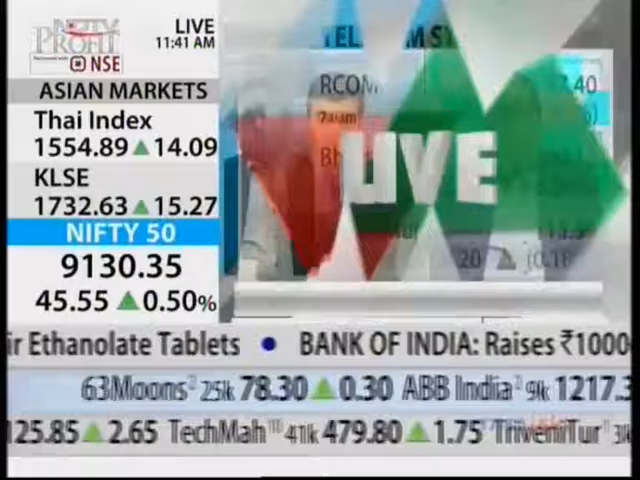 NDTV
PROFIT
NSE
LIVE
11:41 AM
ASIAN MARKETS
Thai Index
1554.89 ▲ 14.09
KLSE
1732.63 ▲ 15.27
NIFTY 50
9130.35
45.55 ▲ 0.50%
RCOM
LIVE
ir Ethanolate Tablets • BANK OF INDIA: Raises ₹1000
63Moons 25k 78.30 ▲ 0.30 ABB India 9k 1217.3
125.85 ▲ 2.65 TechMah 41k 479.80 ▲ 1.75 TriveniTur 3k